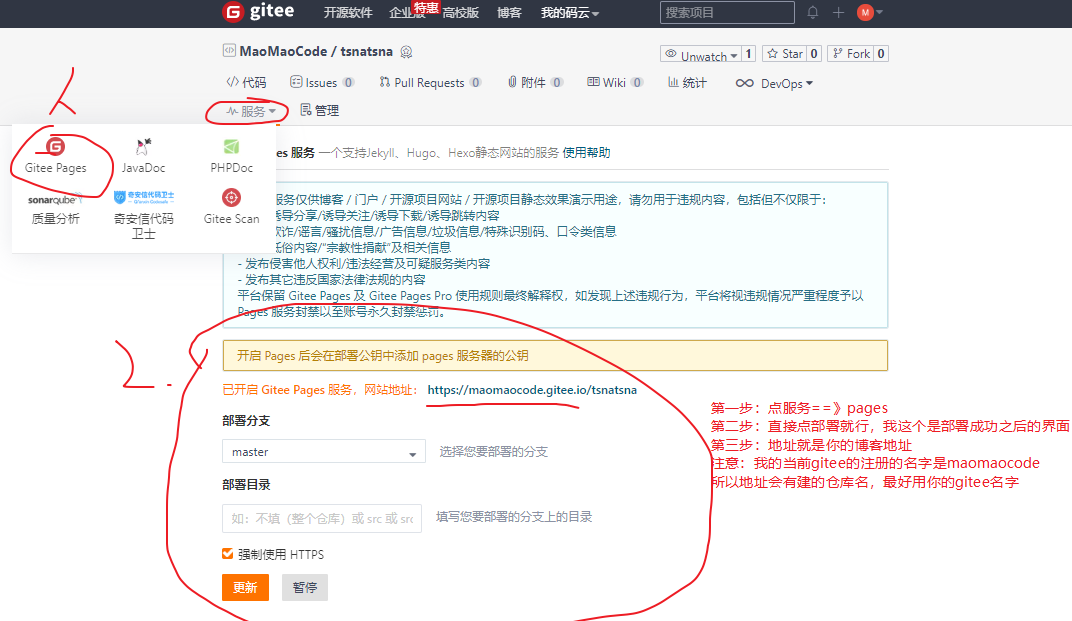 gitee
开源软件 企业版 特惠 高校版 博客 我的码云
搜索项目
M
MaoMaoCode / tsnatsna
Unwatch 1 Star 0 Fork 0
代码 Issues 0 Pull Requests 0 附件 0 Wiki 0 统计 DevOps
服务 管理
Gitee Pages JavaDoc PHPDoc
sonarqube 奇安信代码卫士
质量分析 奇安信代码 Gitee Scan
卫士
es 服务 一个支持Jekyll、Hugo、Hexo静态网站的服务 使用帮助
服务仅供博客 / 门户 / 开源项目网站 / 开源项目静态效果演示用途，请勿用于违规内容，包括但不仅限于：
诱导分享/诱导关注/诱导下载/诱导跳转内容
欺诈/谣言/骚扰信息/广告信息/垃圾信息/特殊识别码、口令类信息
低俗内容/"宗教性捐献"及相关信息
- 发布侵害他人权利/违法经营及可疑服务类内容
- 发布其它违反国家法律法规的内容
平台保留 Gitee Pages 及 Gitee Pages Pro 使用规则最终解释权，如发现上述违规行为，平台将视违规情况严重程度予以
Pages 服务封禁以至账号永久封禁惩罚。
2.
开启 Pages 后会在部署公钥中添加 pages 服务器的公钥
已开启 Gitee Pages 服务，网站地址： https://maomaocode.gitee.io/tsnatsna
部署分支
master 选择您要部署的分支
部署目录
如：不填（整个仓库）或 src 或 src 填写您要部署的分支上的目录
强制使用 HTTPS
更新 暂停
第一步：点服务==》pages
第二步：直接点部署就行，我这个是部署成功之后的界面
第三步：地址就是你的博客地址
注意：我的当前gitee的注册的名字是maomaocode
所以地址会有建的仓库名，最好用你的gitee名字